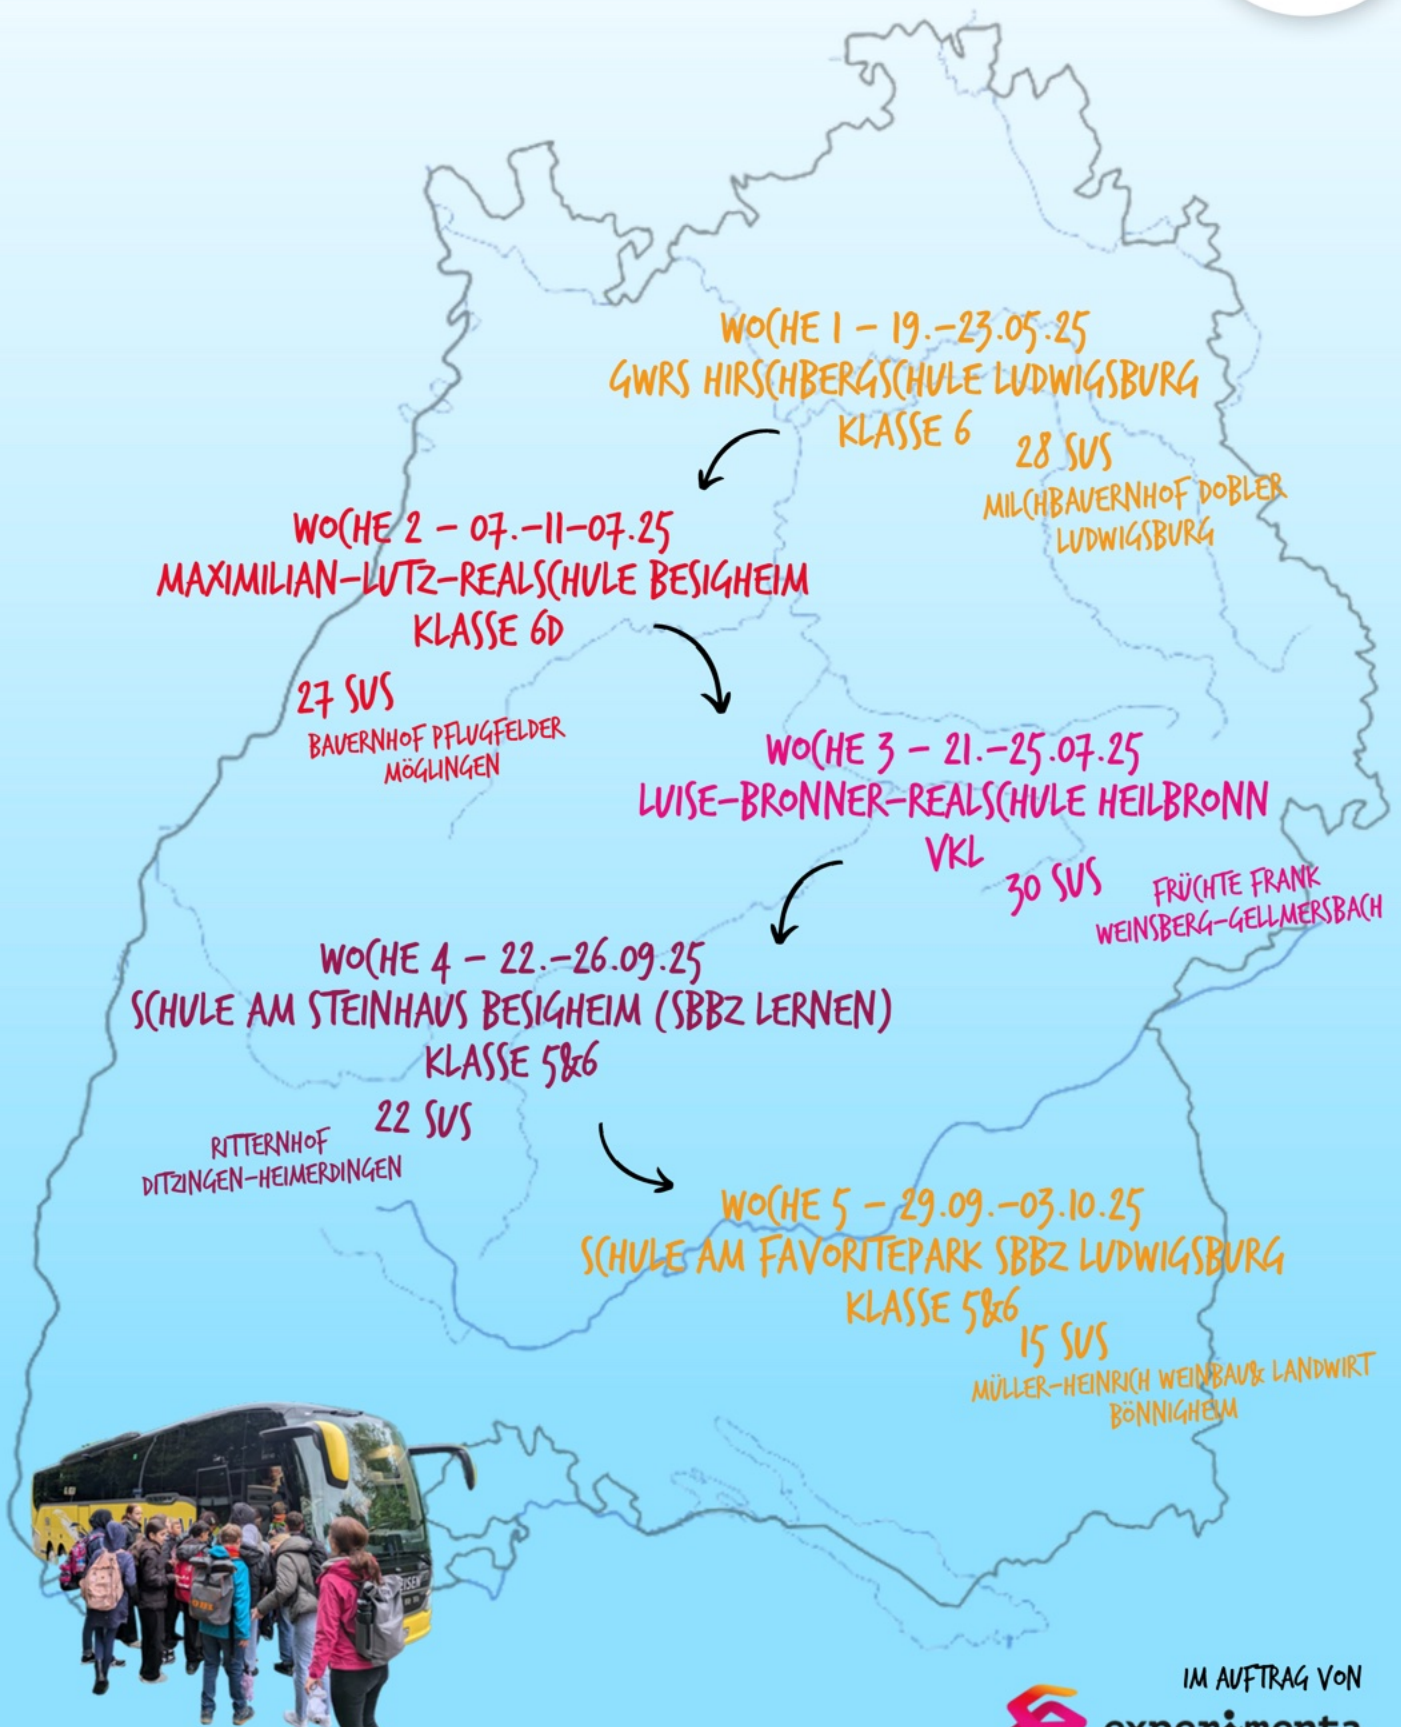 WOCHE 1 - 19.-23.05.25
GWRS HIRSCHBERGSCHULE LUDWIGSBURG
KLASSE 6
28 SUS
MILCHBAUERNHOF DOBLER
LUDWIGSBURG
WOCHE 2 - 07.-11-07.25
MAXIMILIAN-LUTZ-REALSCHULE BESIGHEIM
KLASSE 6D
27 SUS
BAUERNHOF PFLUGFELDER
MÖGLINGEN
WOCHE 3 - 21.-25.07.25
LUISE-BRONNER-REALSCHULE HEILBRONN
VKL
30 SUS
FRÜCHTE FRANK
WEINSBERG-GELLMERSBACH
WOCHE 4 - 22.-26.09.25
SCHULE AM STEINHAUS BESIGHEIM (SBBZ LERNEN)
KLASSE 5&6
22 SUS
RITTERNHOF
DITZINGEN-HEIMERDINGEN
WOCHE 5 - 29.09.-03.10.25
SCHULE AM FAVORITEPARK SBBZ LUDWIGSBURG
KLASSE 5&6
15 SUS
MÜLLER-HEINRICH WEINBAU& LANDWIRT
BÖNNIGHEIM
IM AUFTRAG VON
experimenta